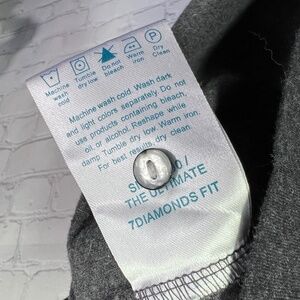 Machine wash cold
Tumble dry low
Do not bleach
Warm iron
P
Dry Clean
Machine wash cold. Wash dark
and light colors separately. Do not
use products containing bleach,
oil, or alcohol. Reshape while
damp. Tumble dry low. Warm iron.
For best results, dry clean.
THE ULTIMATE
7DIAMONDS FIT